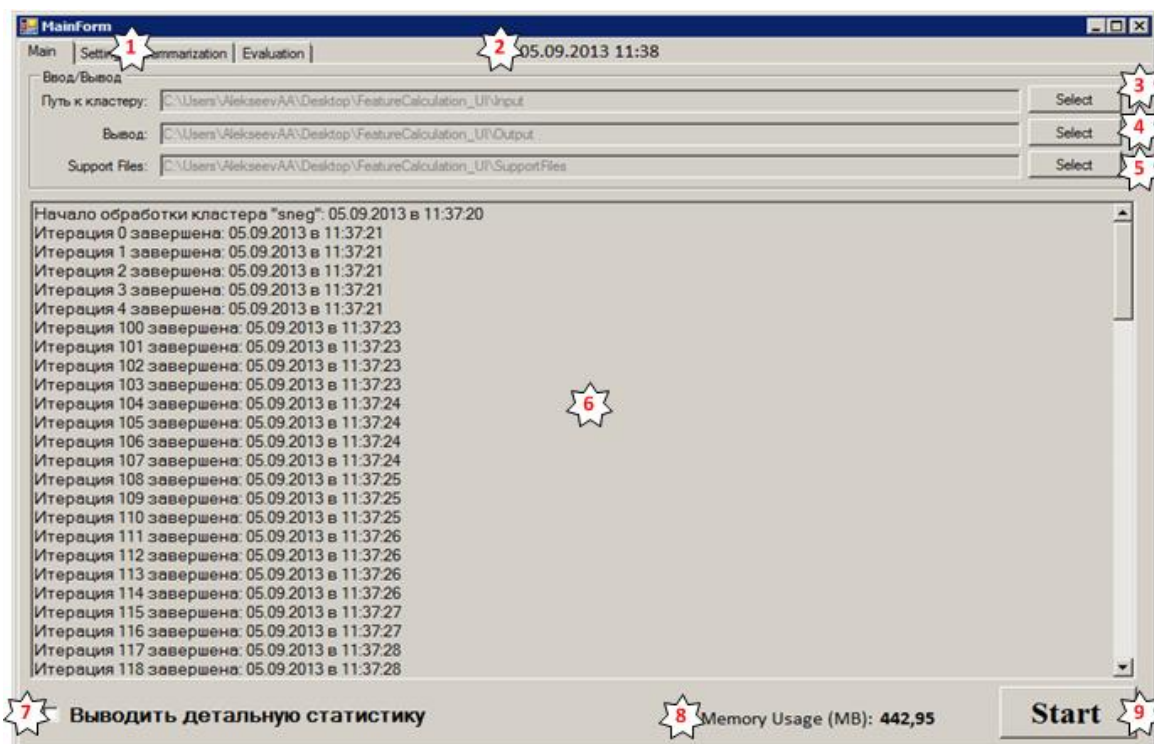 MainForm
Main Setting 1 mmarization Evaluation 2 05.09.2013 11:38
Ввод/Вывод
Путь к кластеру: C:\Users\AlekseevAA\Desktop\FeatureCalculation_UI\Input Select 3
Вывод: C:\Users\AlekseevAA\Desktop\FeatureCalculation_UI\Output Select 4
Support Files: C:\Users\AlekseevAA\Desktop\FeatureCalculation_UI\SupportFiles Select 5
Начало обработки кластера "sneg": 05.09.2013 в 11:37:20
Итерация 0 завершена: 05.09.2013 в 11:37:21
Итерация 1 завершена: 05.09.2013 в 11:37:21
Итерация 2 завершена: 05.09.2013 в 11:37:21
Итерация 3 завершена: 05.09.2013 в 11:37:21
Итерация 4 завершена: 05.09.2013 в 11:37:21
Итерация 100 завершена: 05.09.2013 в 11:37:23
Итерация 101 завершена: 05.09.2013 в 11:37:23
Итерация 102 завершена: 05.09.2013 в 11:37:23
Итерация 103 завершена: 05.09.2013 в 11:37:23
Итерация 104 завершена: 05.09.2013 в 11:37:24
Итерация 105 завершена: 05.09.2013 в 11:37:24
Итерация 106 завершена: 05.09.2013 в 11:37:24
Итерация 107 завершена: 05.09.2013 в 11:37:24
Итерация 108 завершена: 05.09.2013 в 11:37:25
Итерация 109 завершена: 05.09.2013 в 11:37:25
Итерация 110 завершена: 05.09.2013 в 11:37:25
Итерация 111 завершена: 05.09.2013 в 11:37:26
Итерация 112 завершена: 05.09.2013 в 11:37:26
Итерация 113 завершена: 05.09.2013 в 11:37:26
Итерация 114 завершена: 05.09.2013 в 11:37:26
Итерация 115 завершена: 05.09.2013 в 11:37:27
Итерация 116 завершена: 05.09.2013 в 11:37:27
Итерация 117 завершена: 05.09.2013 в 11:37:28
Итерация 118 завершена: 05.09.2013 в 11:37:28
6
7 Выводить детальную статистику 8 Memory Usage (MB): 442,95 Start 9